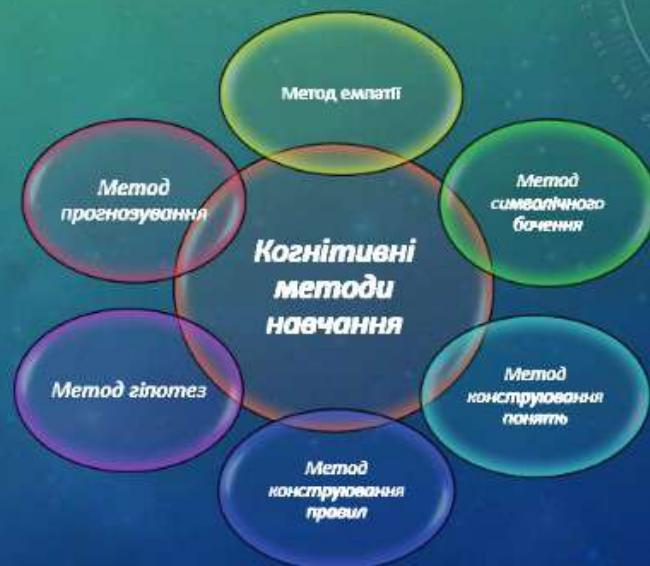 Метод емпатії
Метод
символічного
бачення
Метод
конструювання
понять
Метод
конструювання
правил
Метод гіпотез
Метод
прогнозування
Когнітивні
методи
навчання